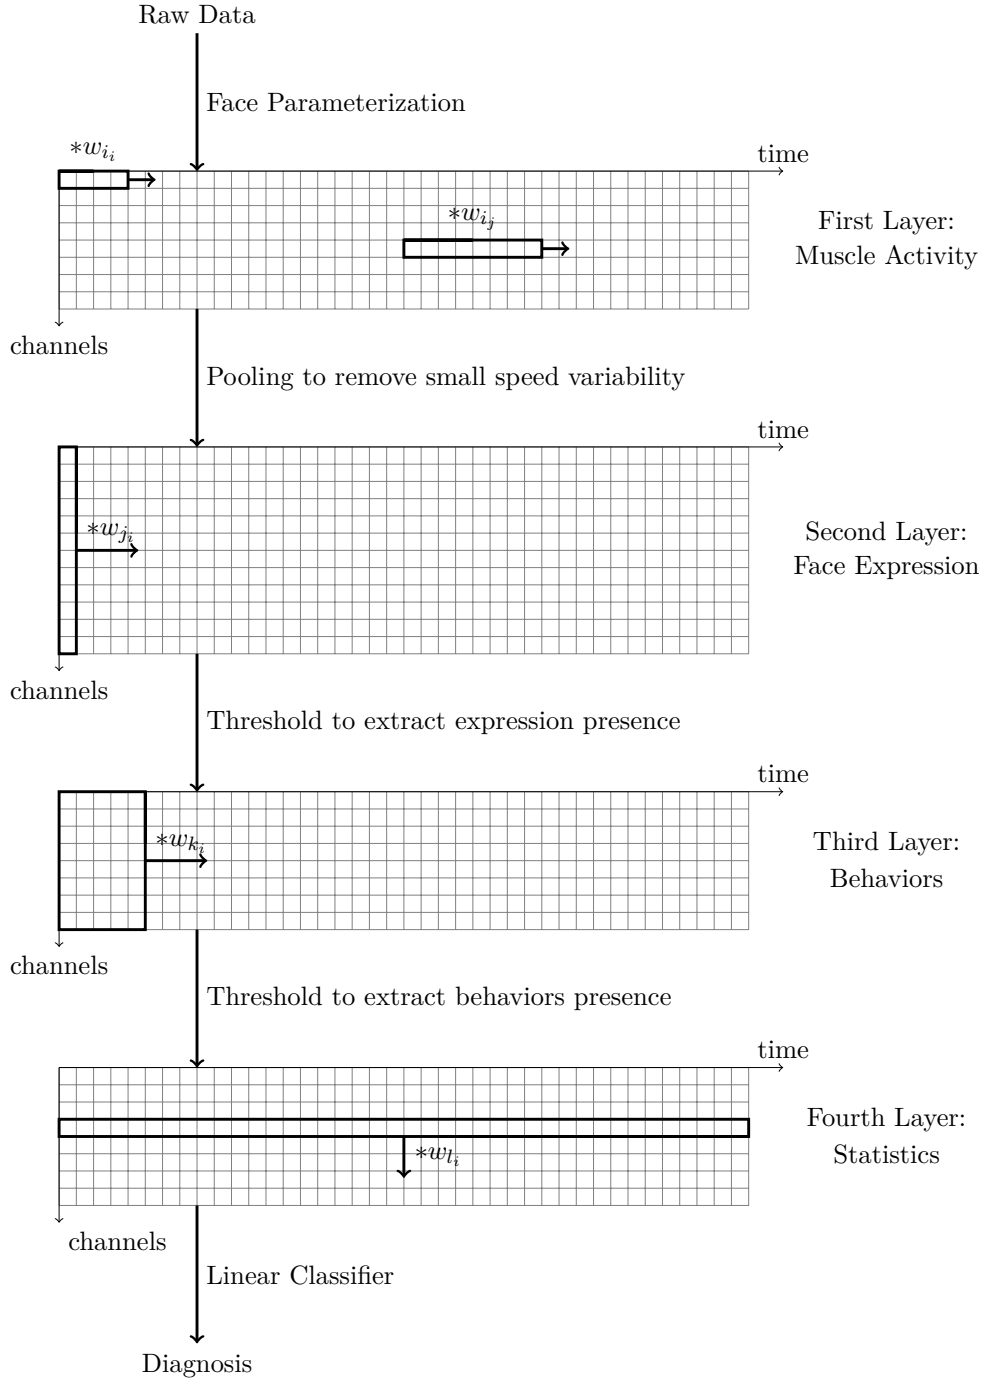 Raw Data
Face Parameterization
*w_{i_i}
time
*w_{i_j}
First Layer:
Muscle Activity
channels
Pooling to remove small speed variability
time
*w_{j_i}
Second Layer:
Face Expression
channels
Threshold to extract expression presence
time
*w_{k_i}
Third Layer:
Behaviors
channels
Threshold to extract behaviors presence
time
Fourth Layer:
Statistics
*w_{l_i}
channels
Linear Classifier
Diagnosis